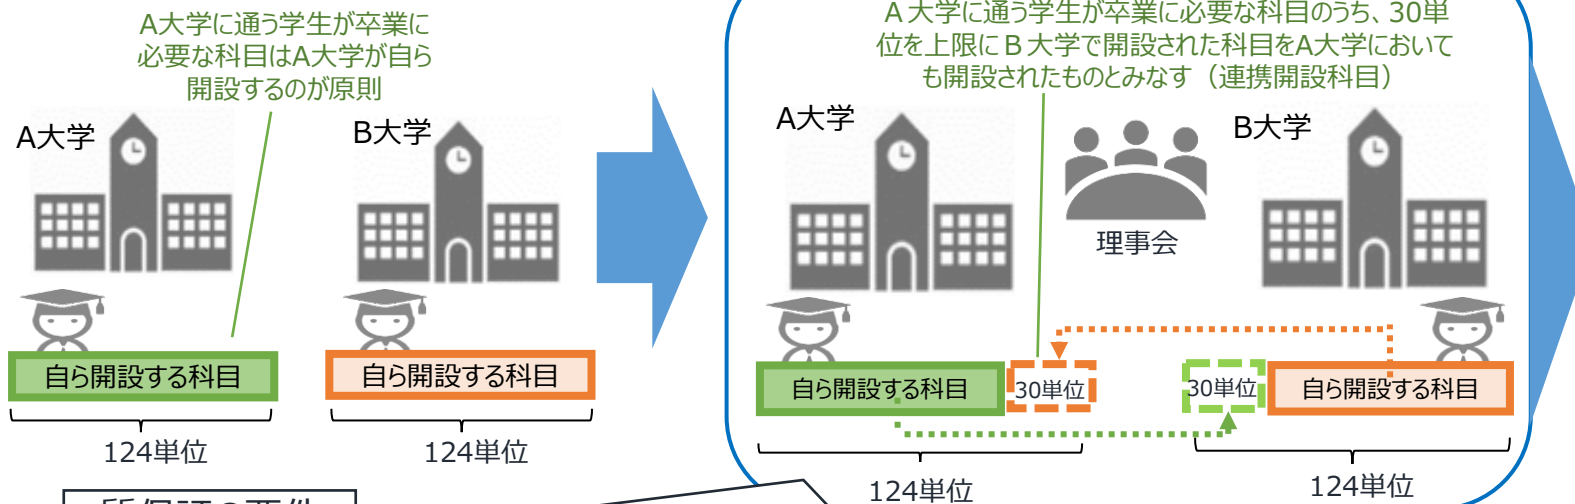 A大学に通う学生が卒業に
必要な科目はA大学が自ら
開設するのが原則
A大学
B大学
自ら開設する科目
自ら開設する科目
124単位
124単位
A大学に通う学生が卒業に必要な科目のうち、30単
位を上限にB大学で開設された科目をA大学において
も開設されたものとみなす（連携開設科目）
A大学
理事会
B大学
自ら開設する科目
30単位
30単位
自ら開設する科目
124単位
124単位
質保証の要件